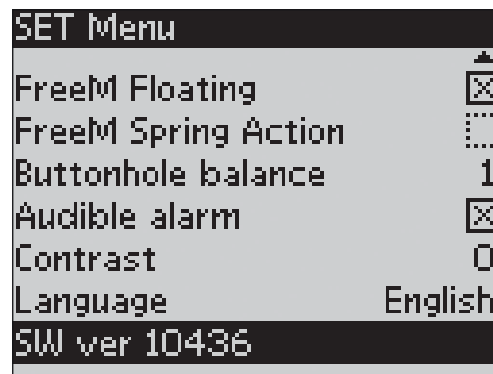 SET Menu
FreeM Floating
FreeM Spring Action
Buttonhole balance 1
Audible alarm
Contrast 0
Language English
SW ver 10436